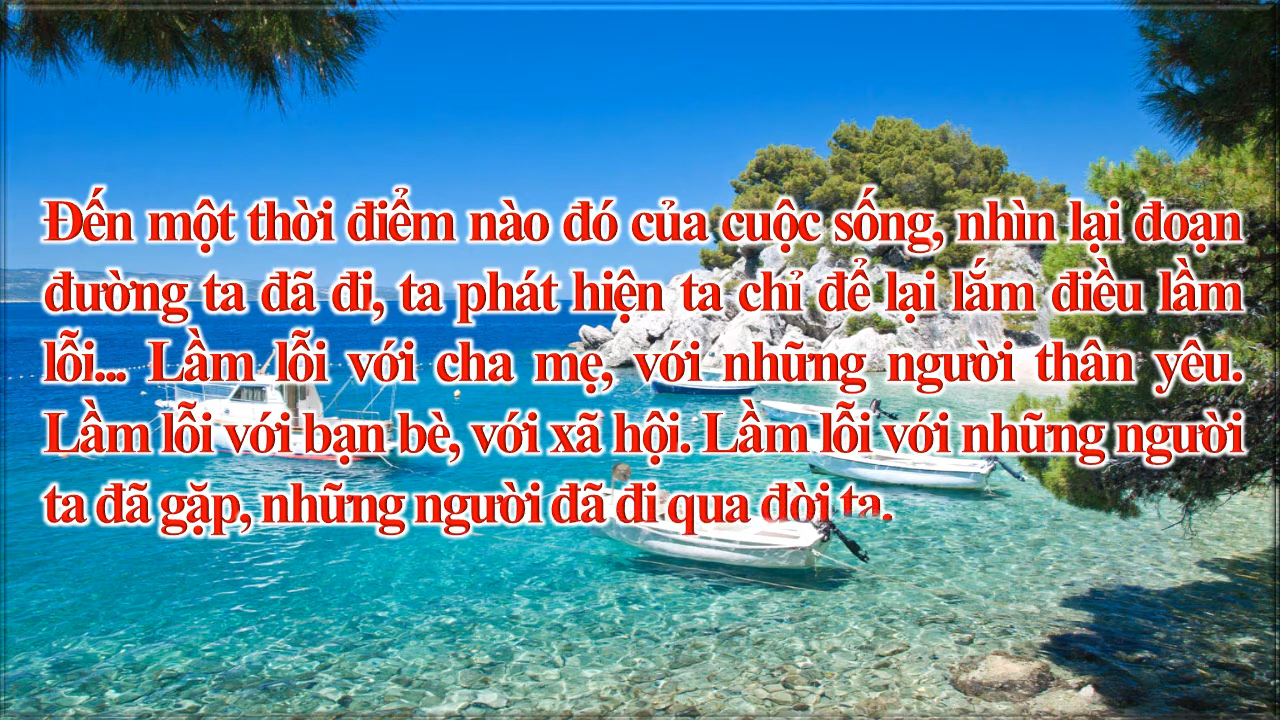 Đến một thời điểm nào đó của cuộc sống, nhìn lại đoạn
đường ta đã đi, ta phát hiện ta chỉ để lại lắm điều lầm
lỗi... Lầm lỗi với cha mẹ, với những người thân yêu.
Lầm lỗi với bạn bè, với xã hội. Lầm lỗi với những người
ta đã gặp, những người đã đi qua đời ta.